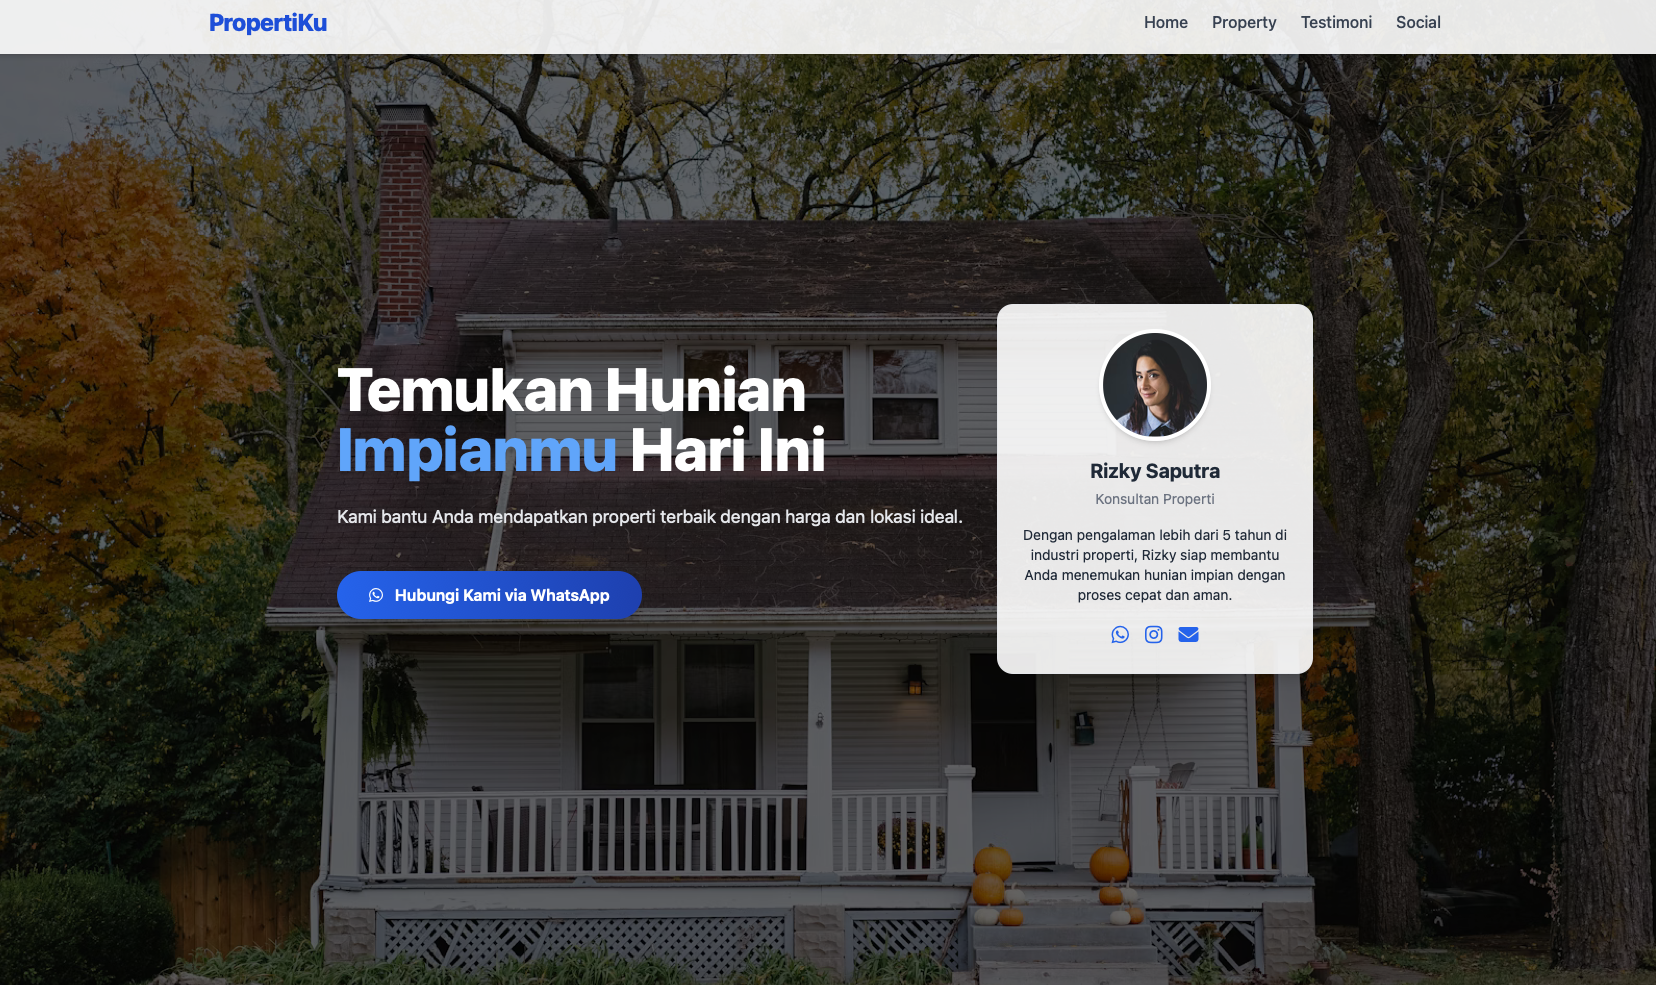 PropertiKu
Home
Property
Testimoni
Social
Temukan Hunian
Impianmu Hari Ini
Kami bantu Anda mendapatkan properti terbaik dengan harga dan lokasi ideal.
Hubungi Kami via WhatsApp
Rizky Saputra
Konsultan Properti
Dengan pengalaman lebih dari 5 tahun di
industri properti, Rizky siap membantu
Anda menemukan hunian impian dengan
proses cepat dan aman.